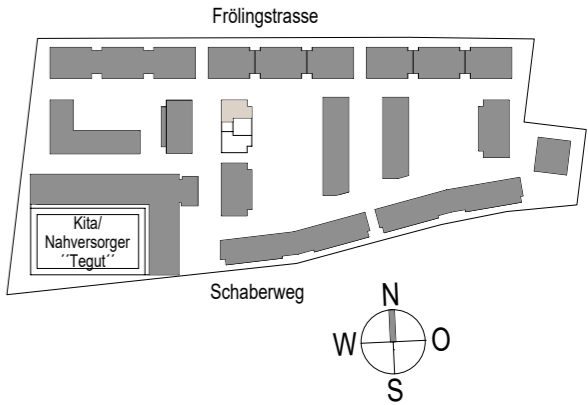 Frölingstrasse
Kita/
Nahversorger
´´Tegut´´
Schaberweg
N
W O
S